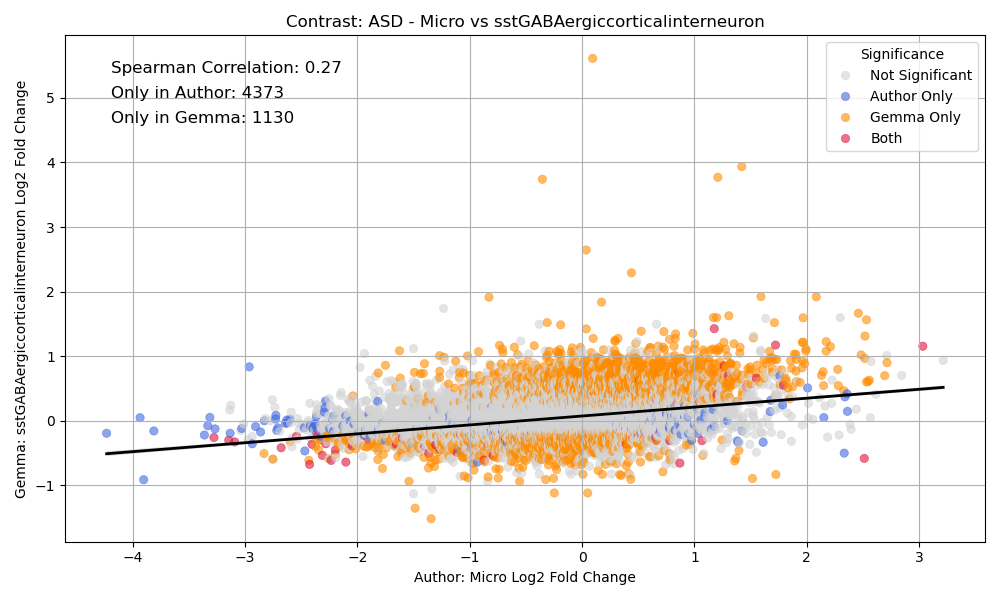 Contrast: ASD - Micro vs sstGABAergiccorticalinterneuron
Spearman Correlation: 0.27
Only in Author: 4373
Only in Gemma: 1130
Significance
Not Significant
Author Only
Gemma Only
Both
Gemma: sstGABAergiccorticalinterneuron Log2 Fold Change
5
4
3
2
1
0
−1
−4
−3
−2
−1
0
1
2
3
Author: Micro Log2 Fold Change